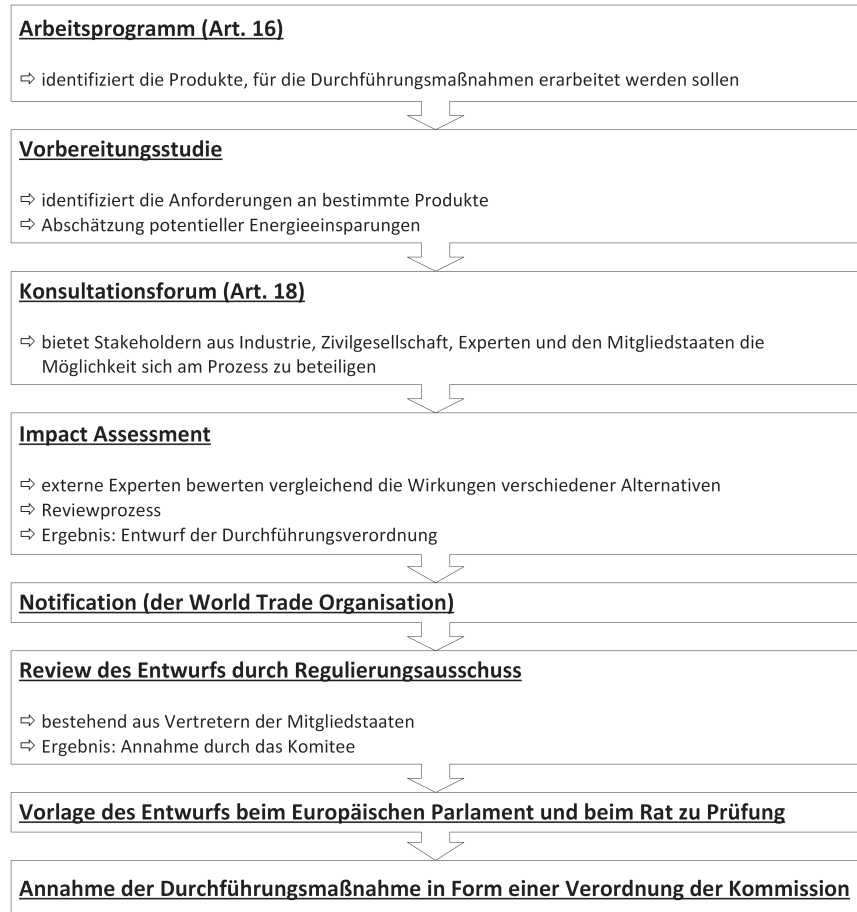 Arbeitsprogramm (Art. 16)
⇨ identifiziert die Produkte, für die Durchführungsmaßnahmen erarbeitet werden sollen
Vorbereitungsstudie
⇨ identifiziert die Anforderungen an bestimmte Produkte
⇨ Abschätzung potentieller Energieeinsparungen
Konsultationsforum (Art. 18)
⇨ bietet Stakeholdern aus Industrie, Zivilgesellschaft, Experten und den Mitgliedstaaten die
Möglichkeit sich am Prozess zu beteiligen
Impact Assessment
⇨ externe Experten bewerten vergleichend die Wirkungen verschiedener Alternativen
⇨ Reviewprozess
⇨ Ergebnis: Entwurf der Durchführungsverordnung
Notification (der World Trade Organisation)
Review des Entwurfs durch Regulierungsausschuss
⇨ bestehend aus Vertretern der Mitgliedstaaten
⇨ Ergebnis: Annahme durch das Komitee
Vorlage des Entwurfs beim Europäischen Parlament und beim Rat zu Prüfung
Annahme der Durchführungsmaßnahme in Form einer Verordnung der Kommission